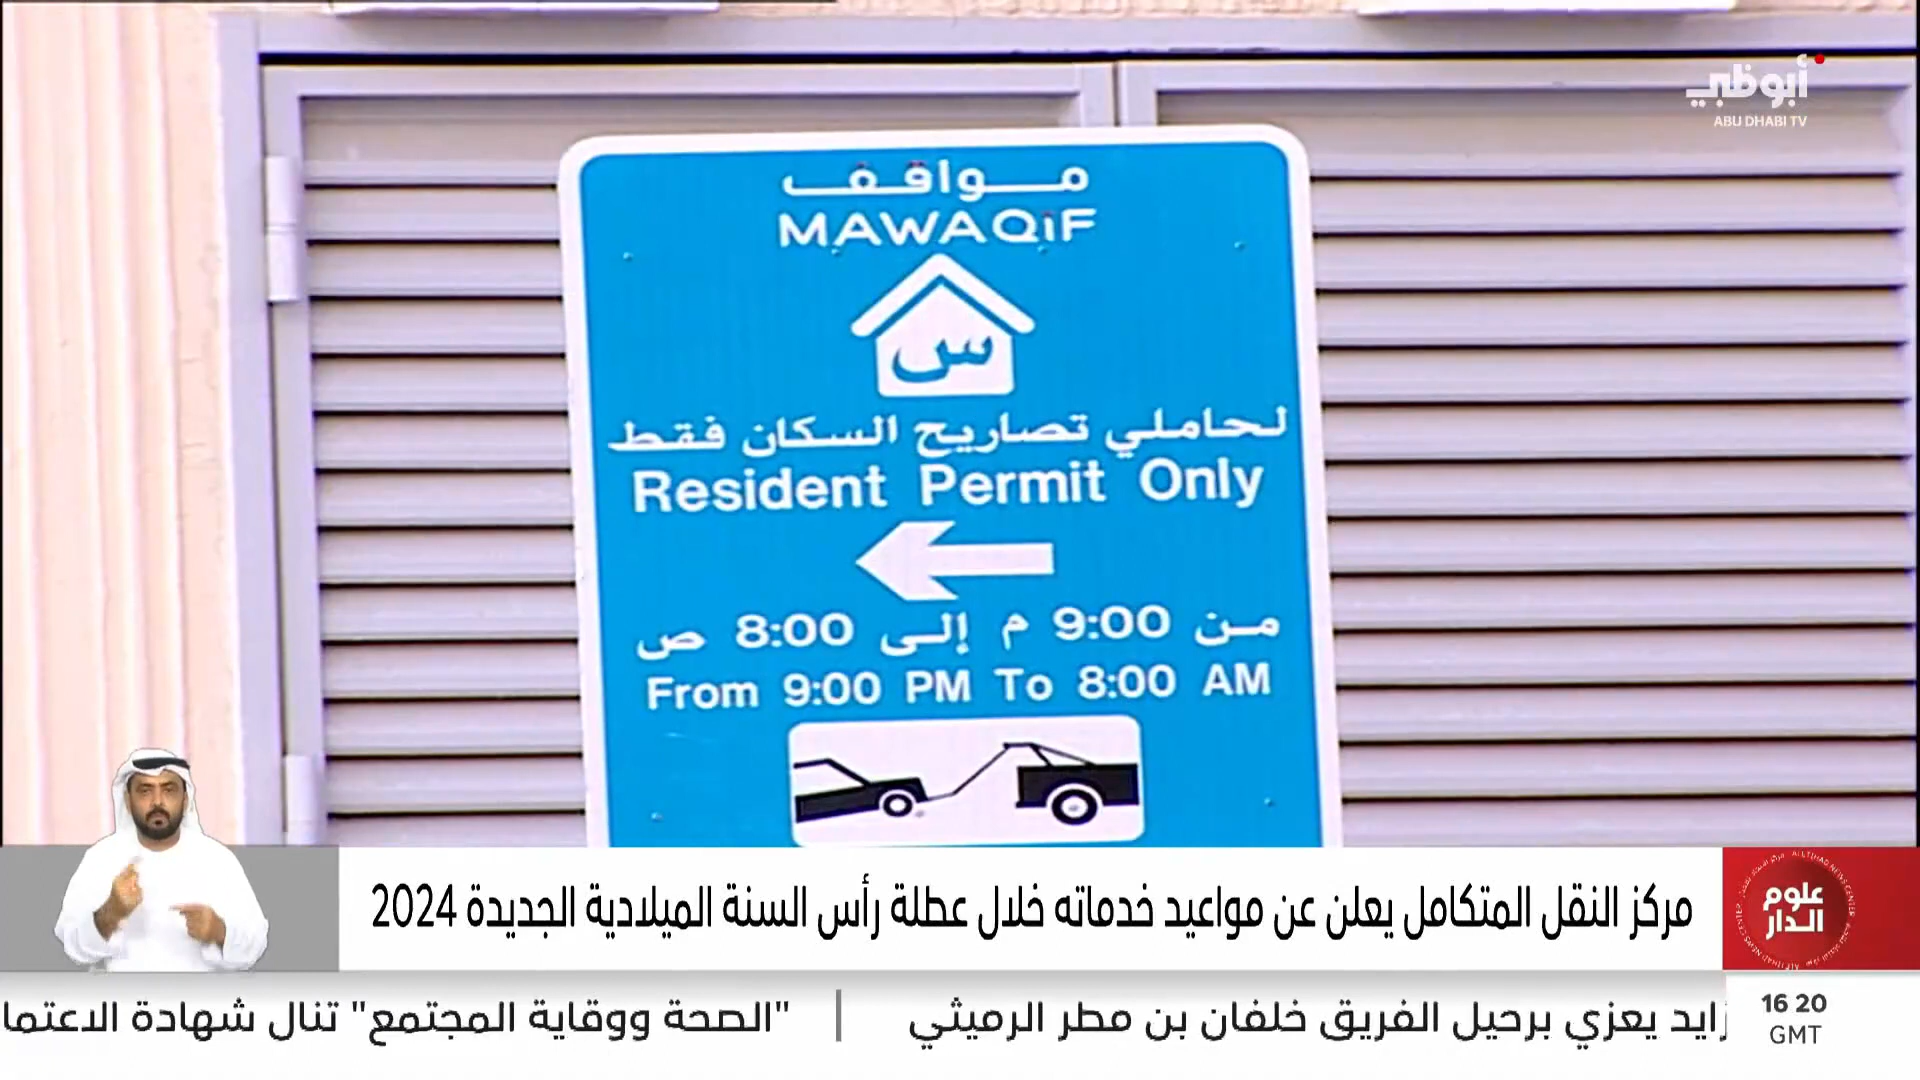 أبوظبي
ABU DHABI TV
مواقف
MAWAQiF
س
لحاملي تصاريح السكان فقط
Resident Permit Only
من 9:00 م إلى 8:00 ص
From 9:00 PM To 8:00 AM
مركز النقل المتكامل يعلن عن مواعيد خدماته خلال عطلة رأس السنة الميلادية الجديدة 2024
علوم
الدار
زايد يعزي برحيل الفريق خلفان بن مطر الرميثي | "الصحة ووقاية المجتمع" تنال شهادة الاعتما
16 20
GMT